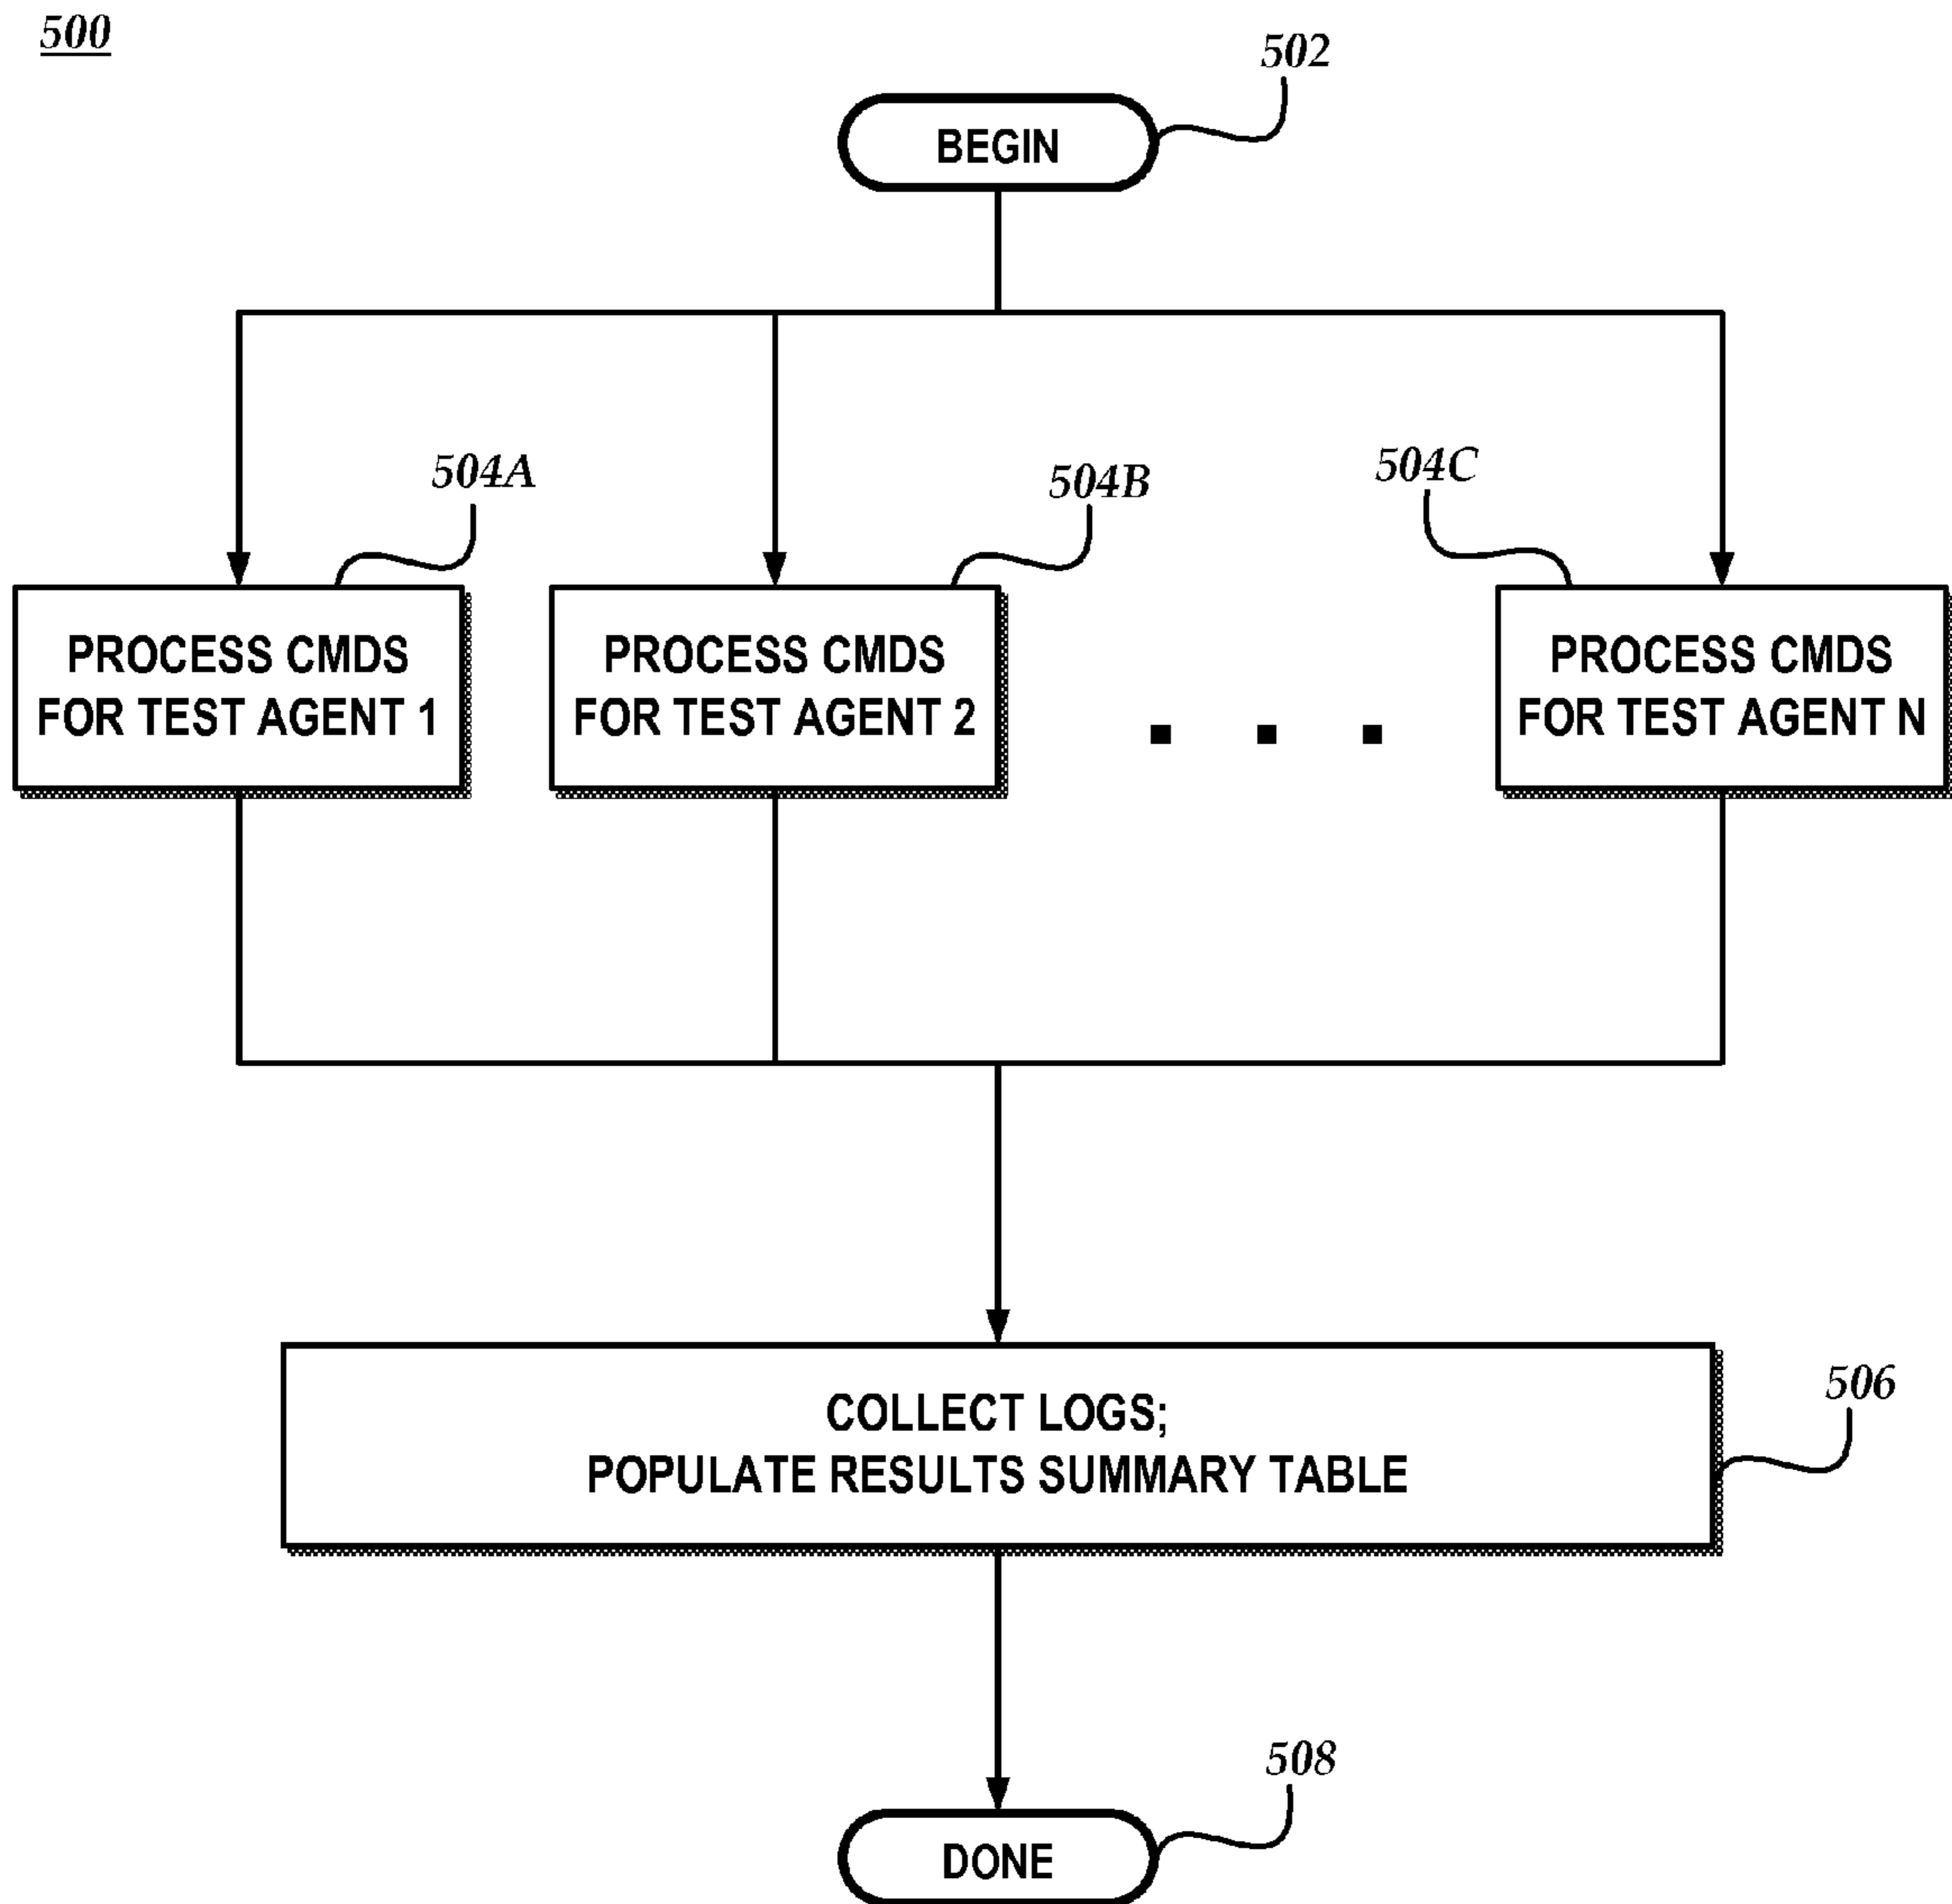 500
502
BEGIN
504A
504B
504C
PROCESS CMDS
FOR TEST AGENT 1
PROCESS CMDS
FOR TEST AGENT 2
. . .
PROCESS CMDS
FOR TEST AGENT N
COLLECT LOGS;
POPULATE RESULTS SUMMARY TABLE
506
508
DONE